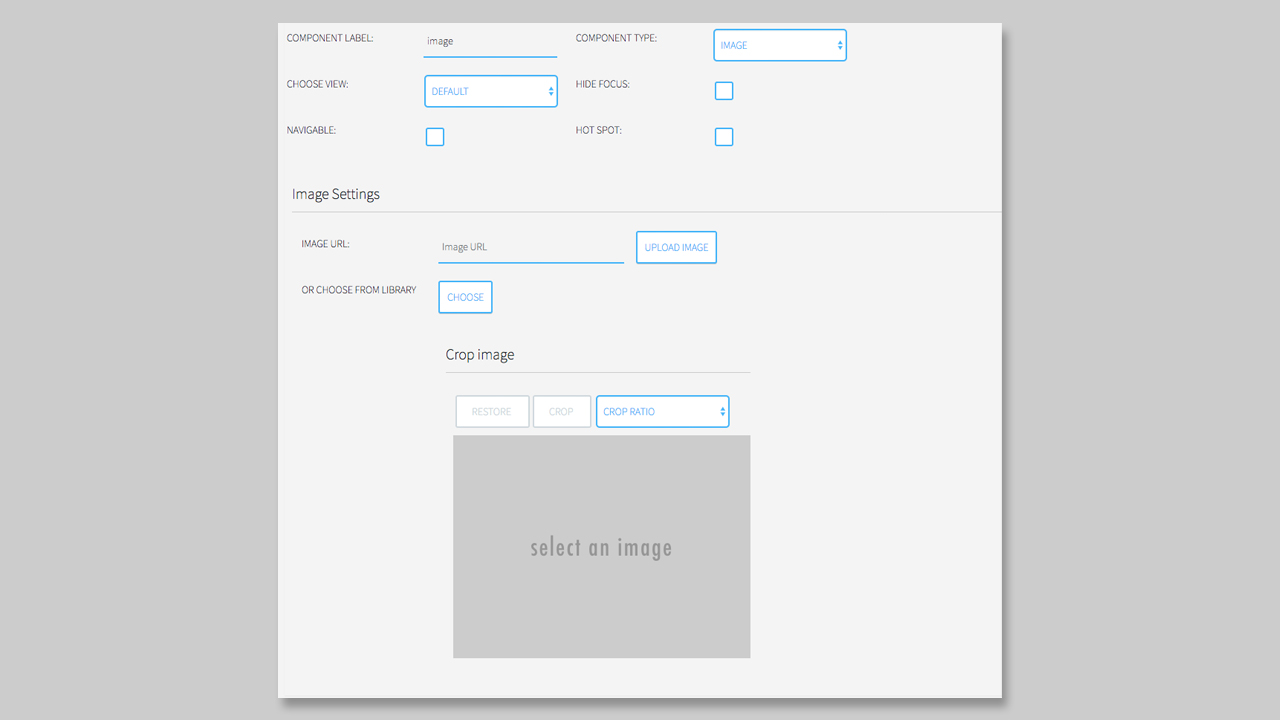 COMPONENT LABEL: image COMPONENT TYPE: IMAGE
CHOOSE VIEW: DEFAULT HIDE FOCUS:
NAVIGABLE: HOT SPOT:
Image Settings
IMAGE URL: Image URL UPLOAD IMAGE
OR CHOOSE FROM LIBRARY CHOOSE
Crop image
RESTORE CROP CROP RATIO
select an image